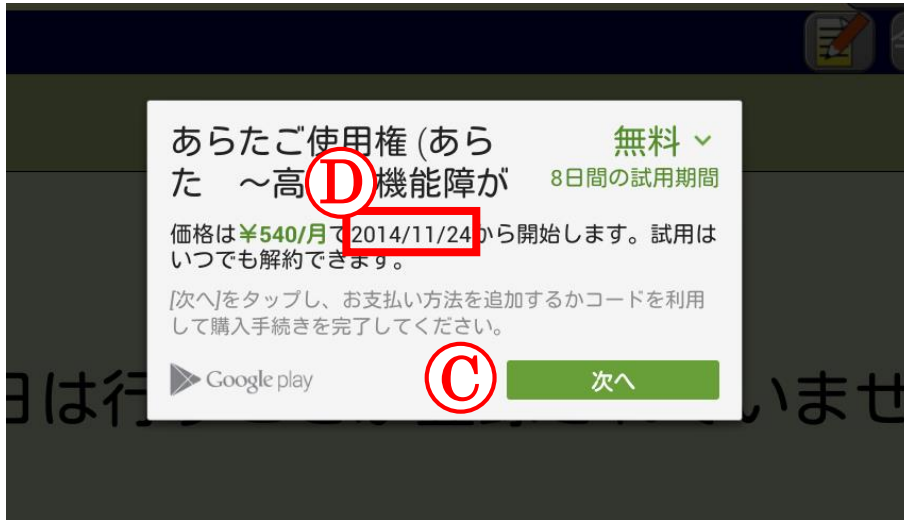 あらたご使用権 (あら
た ～高 機能障が
無料
8日間の試用期間
Ⓓ
価格は￥540/月で2014/11/24から開始します。試用は
いつでも解約できます。
[次へ]をタップし、お支払い方法を追加するかコードを利用
して購入手続きを完了してください。
Google play
Ⓒ
次へ
日は行
いませ